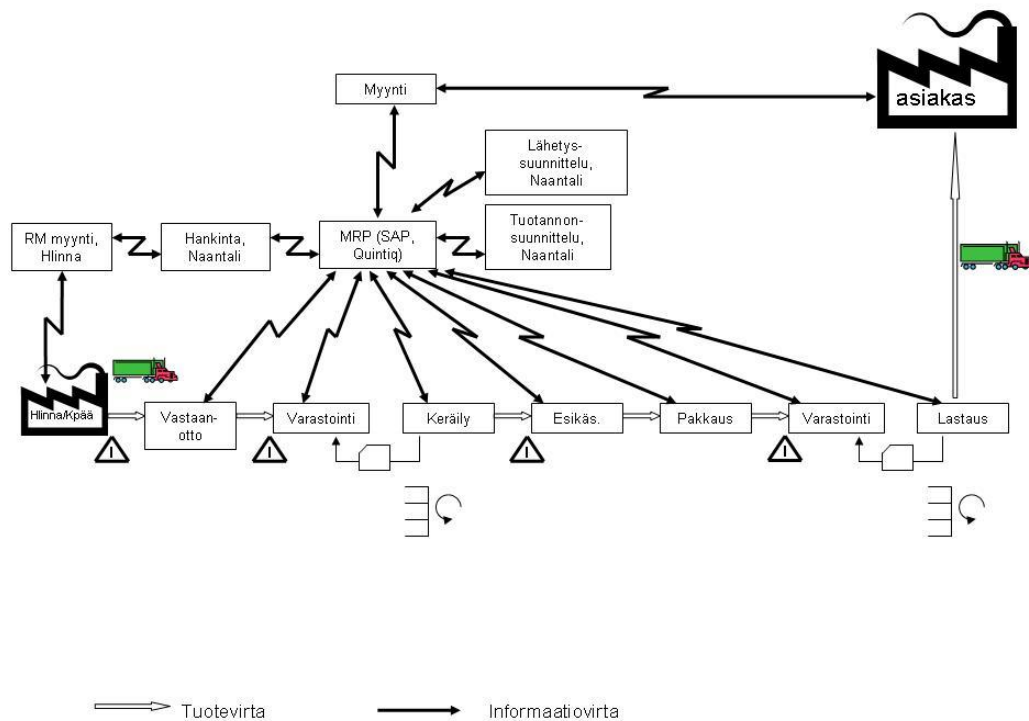 asiakas
Myynti
Lähetys-
suunnittelu,
Naantali
Tuotannon-
suunnittelu,
Naantali
MRP (SAP,
Quintiq)
Hankinta,
Naantali
RM myynti,
Hlinna
Hlinna/Kpää
Vastaan-
otto
Varastointi
Keräily
Esikäs.
Pakkaus
Varastointi
Lastaus
I
I
I
I
Tuotevirta
Informaatiovirta